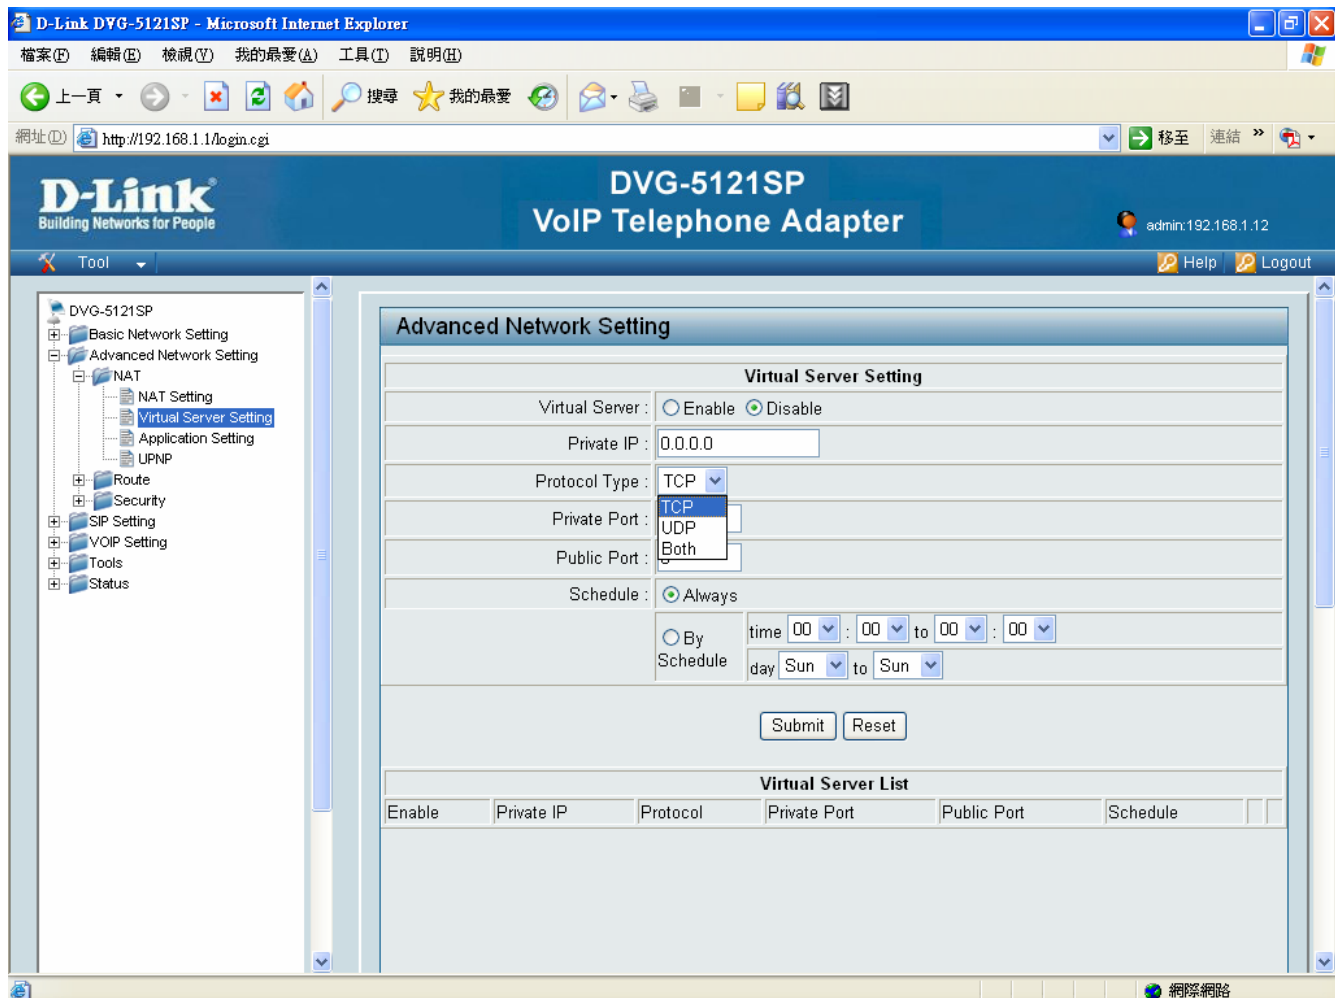 D-Link DVG-5121SP - Microsoft Internet Explorer
檔案(F) 編輯(E) 檢視(V) 我的最愛(A) 工具(T) 說明(H)
上一頁 搜尋 我的最愛
網址(D) http://192.168.1.1/login.cgi 移至 連結 »
D-Link®
Building Networks for People
DVG-5121SP
VoIP Telephone Adapter
admin:192.168.1.12
Tool Help Logout
DVG-5121SP
Basic Network Setting
Advanced Network Setting
NAT
NAT Setting
Virtual Server Setting
Application Setting
UPNP
Route
Security
SIP Setting
VOIP Setting
Tools
Status
Advanced Network Setting
Virtual Server Setting
Virtual Server : Enable Disable
Private IP : 0.0.0.0
Protocol Type : TCP
TCP
UDP
Both
Private Port :
Public Port :
Schedule : Always
By Schedule
time 00 : 00 to 00 : 00
day Sun to Sun
Submit Reset
Virtual Server List
Enable Private IP Protocol Private Port Public Port Schedule
網際網路